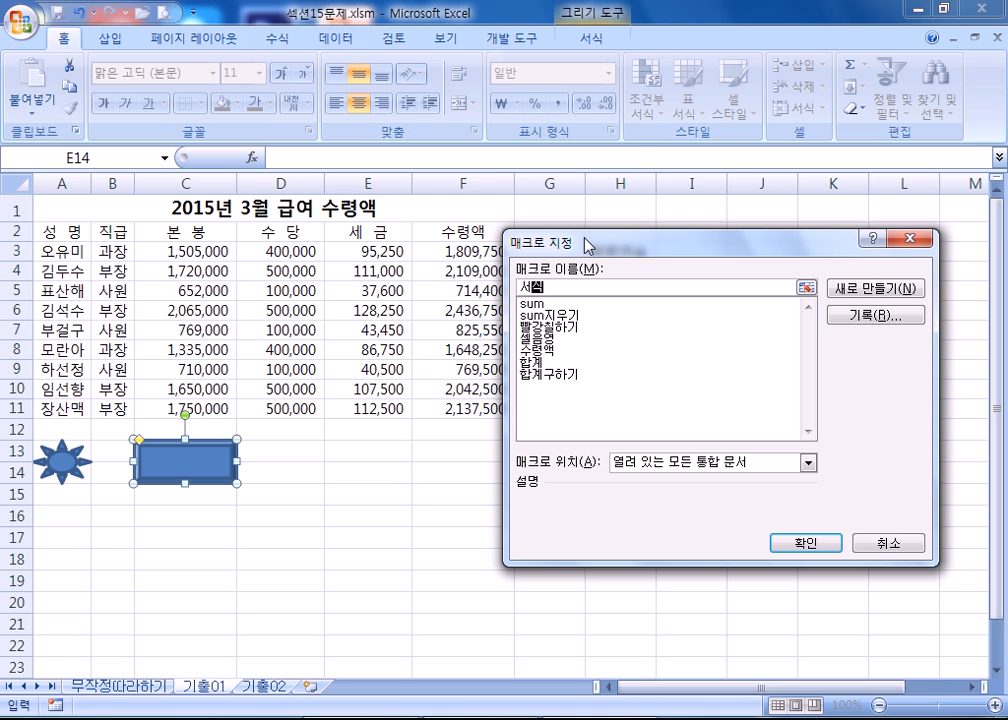 섹션15문제.xlsm - Microsoft Excel
그리기 도구
홈 삽입 페이지 레이아웃 수식 데이터 검토 보기 개발 도구 서식
붙여넣기
맑은 고딕 (본문) 11
가 가
가 가 가 가 내천
일반
W % , .0 .00 .00 .0
조건부 서식 표 서식 셀 스타일
삽입
삭제
서식
Σ
정렬 및 필터 찾기 및 선택
클립보드 글꼴 맞춤 표시 형식 스타일 셀 편집
E14 fx
A B C D E F G H I J K L M
1 2015년 3월 급여 수령액
2 성 명 직급 본 봉 수 당 세 금 수령액
3 오유미 과장 1,505,000 400,000 95,250 1,809,750
4 김두수 부장 1,720,000 500,000 111,000 2,109,000
5 표산해 사원 652,000 100,000 37,600 714,400
6 김석수 부장 2,065,000 500,000 128,250 2,436,750
7 부걸구 사원 769,000 100,000 43,450 825,550
8 모란아 과장 1,335,000 400,000 86,750 1,648,250
9 하선정 사원 710,000 100,000 40,500 769,500
10 임선향 부장 1,650,000 500,000 107,500 2,042,500
11 장산맥 부장 1,750,000 500,000 112,500 2,137,500
12
13
14
15
16
17
18
19
20
21
22
23
매크로 지정
매크로 이름(M):
서식
새로 만들기(N)
기록(R)...
sum
sum지우기
빨강칠하기
셀음영
수령액
합계
합계구하기
매크로 위치(A): 열려 있는 모든 통합 문서
설명
확인 취소
무작정따라하기 기출01 기출02
입력 100%